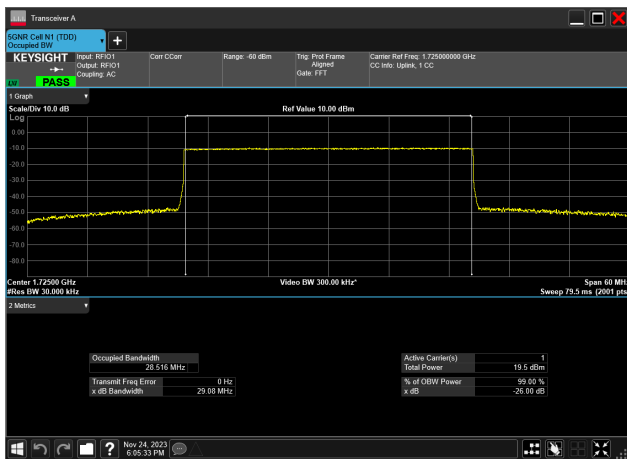 Transceiver A
5GNR Cell N1 (TDD)
Occupied BW
KEYSIGHT
LV
PASS
Input: RFIO1
Output: RFIO1
Coupling: AC
Corr CCorr
Range: -60 dBm
Trig: Prot Frame
Aligned
Gate: FFT
Carrier Ref Freq: 1.725000000 GHz
CC Info: Uplink, 1 CC
1 Graph
Scale/Div 10.0 dB
Ref Value 10.00 dBm
Log
0.00
-10.0
-20.0
-30.0
-40.0
-50.0
-60.0
-70.0
-80.0
Center 1.72500 GHz
Video BW 300.00 kHz*
Span 60 MHz
#Res BW 30.000 kHz
Sweep 79.5 ms (2001 pts
2 Metrics
Occupied Bandwidth
28.516 MHz
Transmit Freq Error 0 Hz
x dB Bandwidth 29.08 MHz
Active Carrier(s) 1
Total Power 19.5 dBm
% of OBW Power 99.00 %
x dB -26.00 dB
Nov 24, 2023
6:05:33 PM